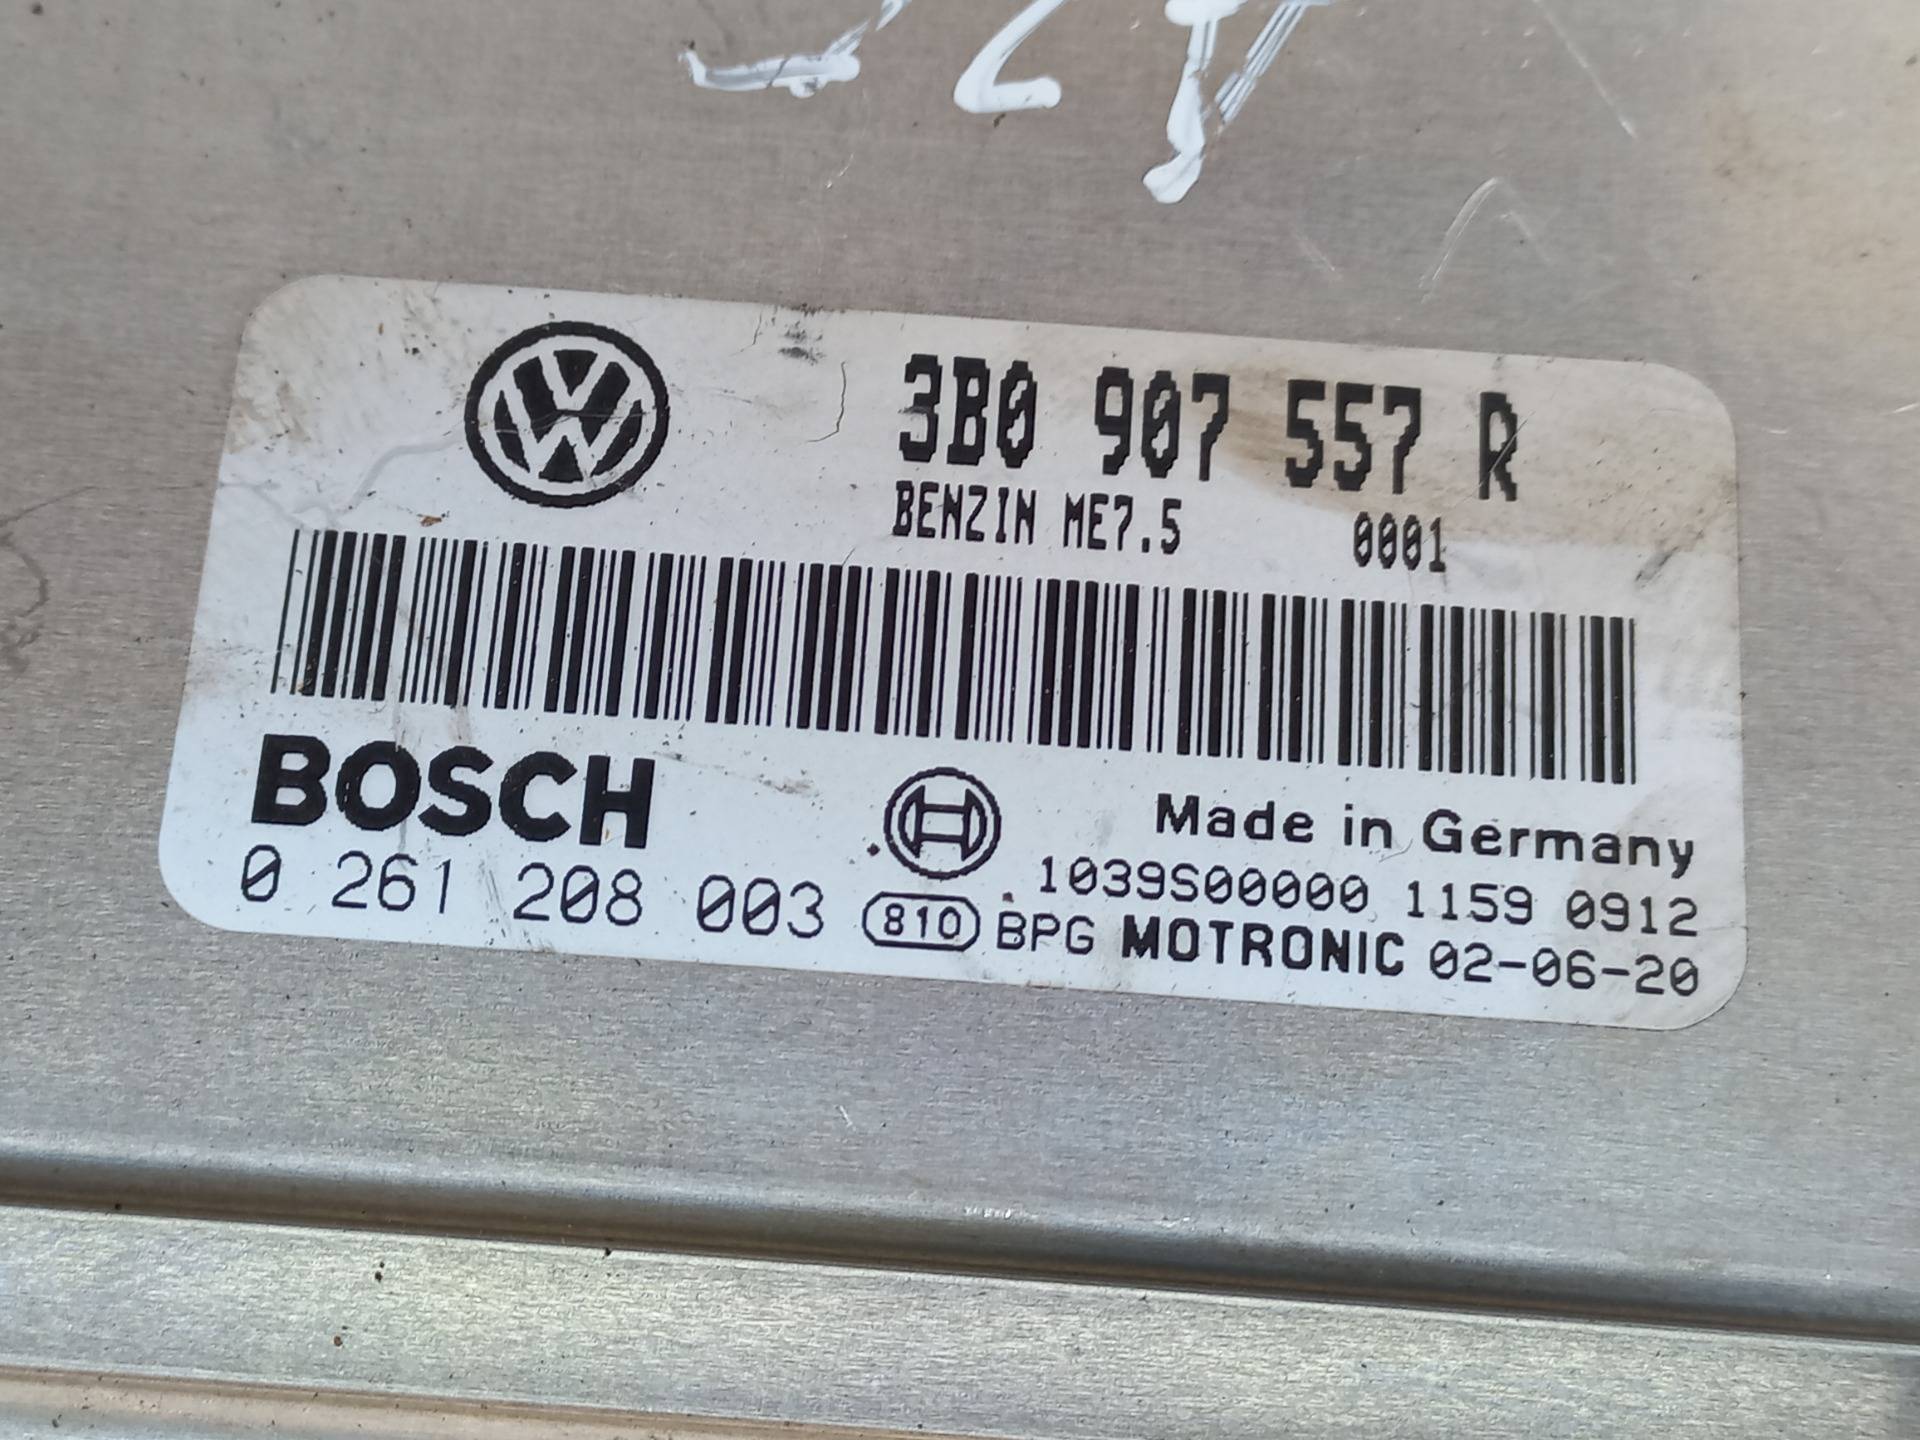 3B0 907 557 R
BENZIN ME7.5 0001
BOSCH
Made in Germany
1039S00000 1159 0912
0 261 208 003 810 BPG MOTRONIC 02-06-20